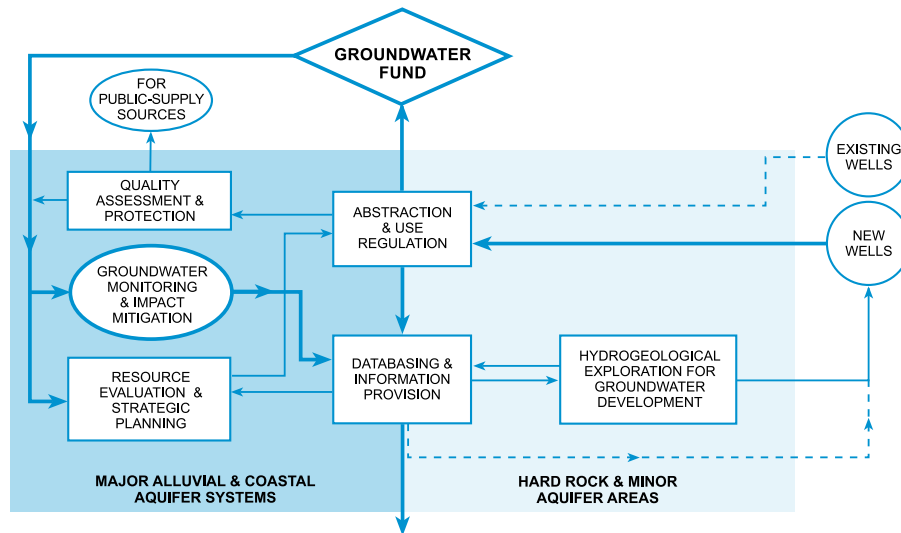 GROUNDWATER
FUND
FOR
PUBLIC-SUPPLY
SOURCES
EXISTING
WELLS
QUALITY
ASSESSMENT &
PROTECTION
ABSTRACTION
& USE
REGULATION
NEW
WELLS
GROUNDWATER
MONITORING
& IMPACT
MITIGATION
RESOURCE
EVALUATION &
STRATEGIC
PLANNING
DATABASING &
INFORMATION
PROVISION
HYDROGEOLOGICAL
EXPLORATION FOR
GROUNDWATER
DEVELOPMENT
MAJOR ALLUVIAL & COASTAL
AQUIFER SYSTEMS
HARD ROCK & MINOR
AQUIFER AREAS